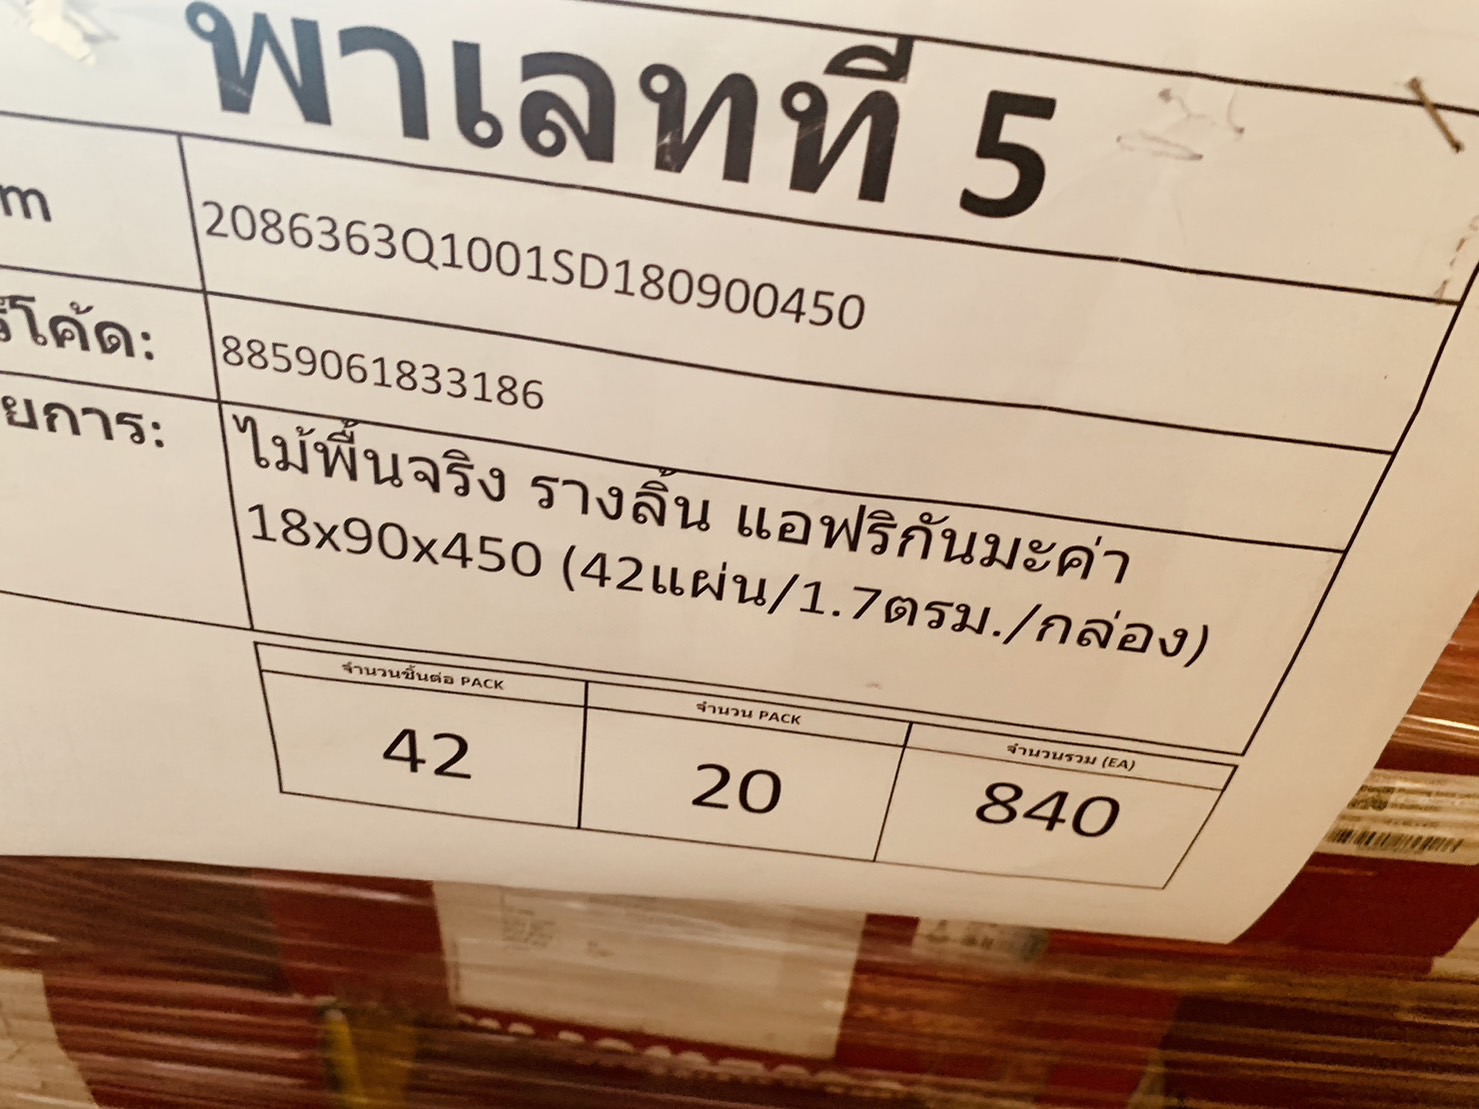 พาเลทที่ 5
m
2086363Q1001SD180900450
ร์โค้ด:
8859061833186
ยการ:
ไม้พื้นจริง รางลิ้น แอฟริกันมะค่า
18x90x450 (42แผ่น/1.7ตรม./กล่อง)
จำนวนชิ้นต่อ PACK
จำนวน PACK
จำนวนรวม (EA)
42
20
840